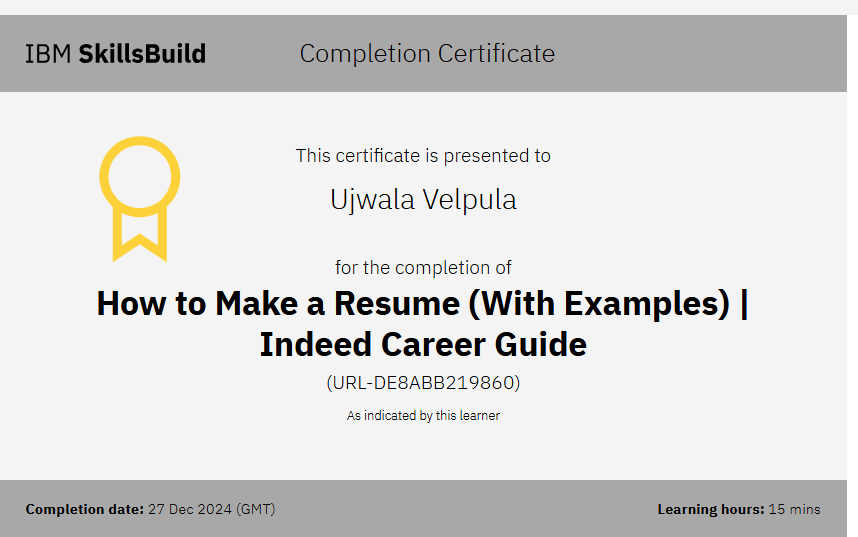 IBM SkillsBuild
Completion Certificate
This certificate is presented to
Ujwala Velpula
for the completion of
How to Make a Resume (With Examples) |
Indeed Career Guide
(URL-DE8ABB219860)
As indicated by this learner
Completion date: 27 Dec 2024 (GMT)
Learning hours: 15 mins